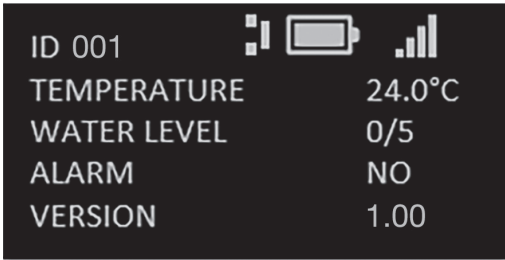 ID 001
TEMPERATURE 24.0°C
WATER LEVEL 0/5
ALARM NO
VERSION 1.00